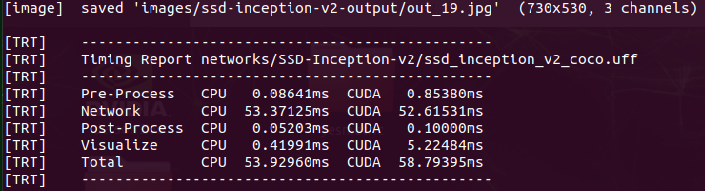 [image]  saved 'images/ssd-inception-v2-output/out_19.jpg'  (730x530, 3 channels)
[TRT]    --------------------------------------------------
[TRT]    Timing Report networks/SSD-Inception-v2/ssd_inception_v2_coco.uff
[TRT]    --------------------------------------------------
[TRT]    Pre-Process   CPU   0.08641ms  CUDA   0.85380ms
[TRT]    Network       CPU  53.37125ms  CUDA  52.61531ms
[TRT]    Post-Process  CPU   0.05203ms  CUDA   0.10000ms
[TRT]    Visualize     CPU   0.41991ms  CUDA   5.22484ms
[TRT]    Total         CPU  53.92960ms  CUDA  58.79395ms
[TRT]    --------------------------------------------------